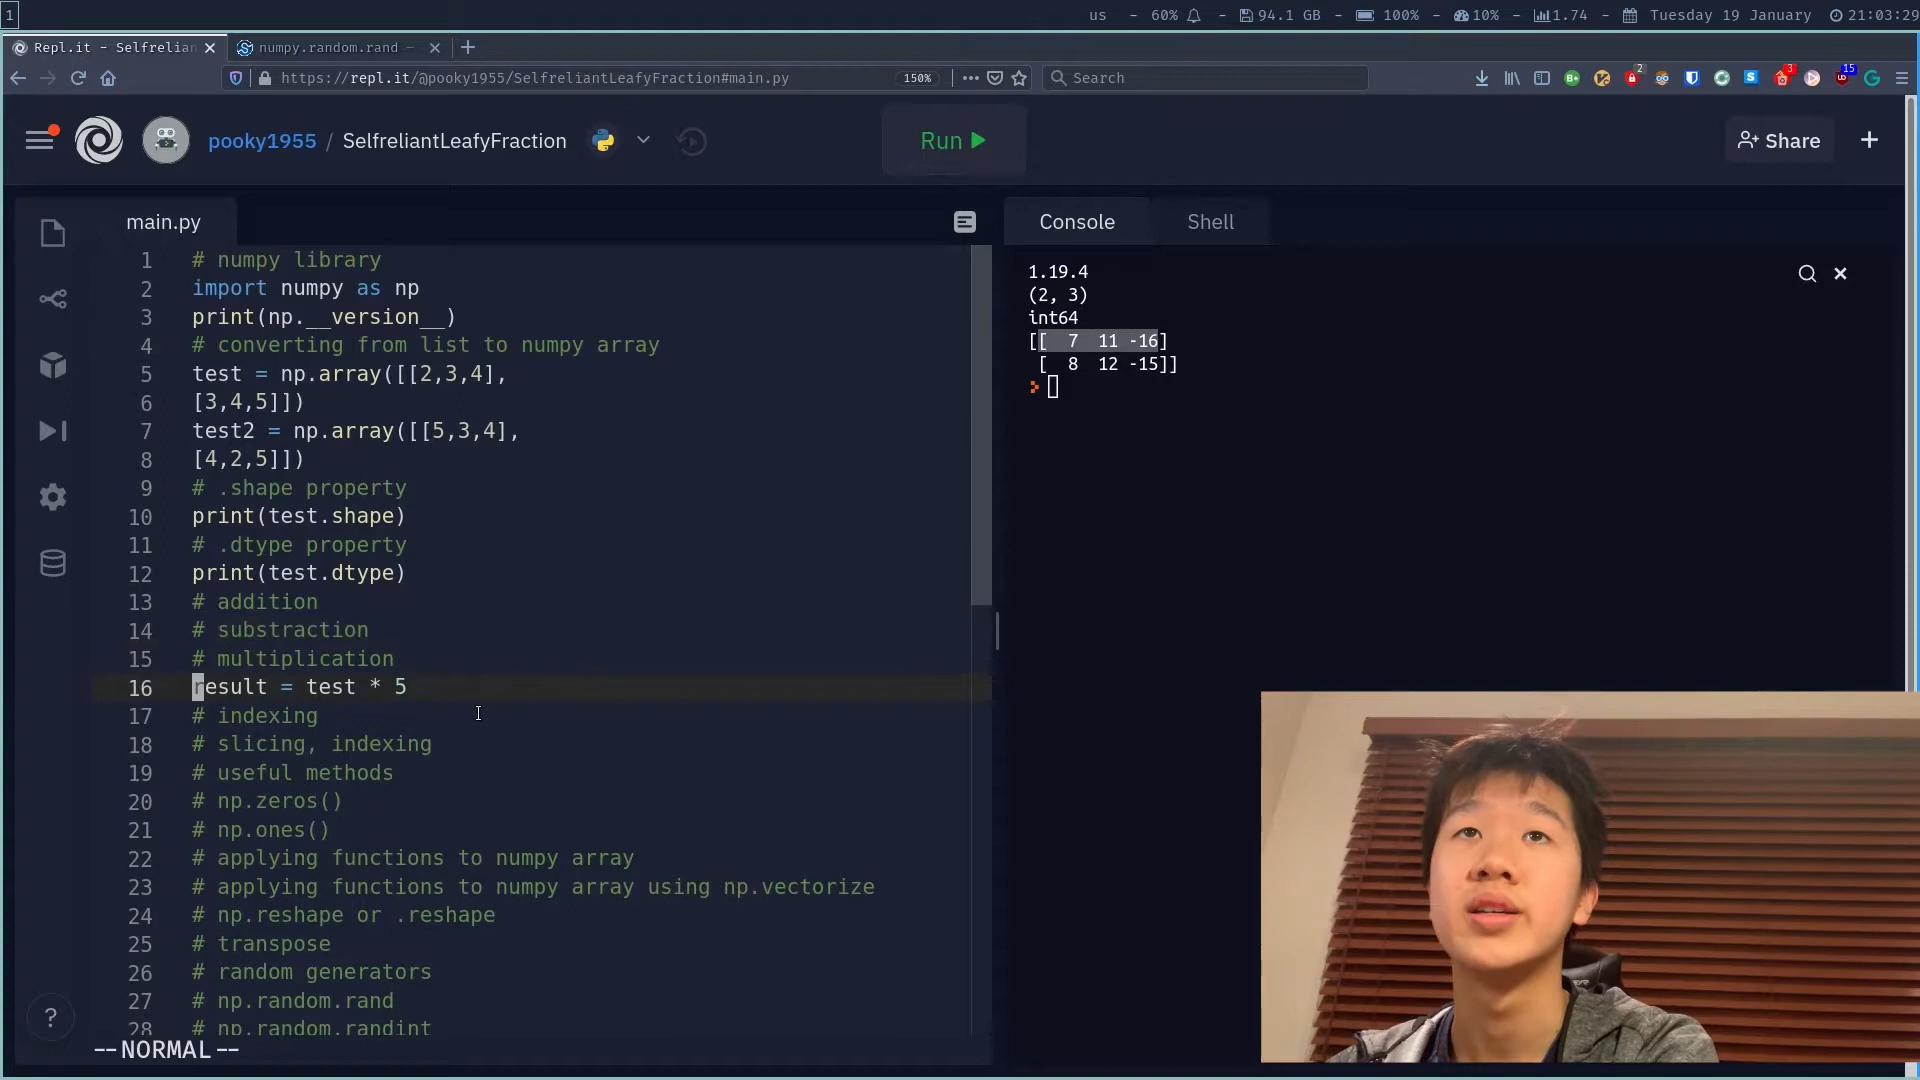 1
us - 60% - 94.1 GB - 100% - 10% - 1.74 - Tuesday 19 January 21:03:29
Repl.it - Selfrelian
numpy.random.rand —
https://repl.it/@pooky1955/SelfreliantLeafyFraction#main.py
150%
Search
2
3
15
pooky1955 / SelfreliantLeafyFraction
Run
Share
main.py
1 # numpy library
2 import numpy as np
3 print(np.__version__)
4 # converting from list to numpy array
5 test = np.array([[2,3,4],
6 [3,4,5]])
7 test2 = np.array([[5,3,4],
8 [4,2,5]])
9 # .shape property
10 print(test.shape)
11 # .dtype property
12 print(test.dtype)
13 # addition
14 # substraction
15 # multiplication
16 result = test * 5
17 # indexing
18 # slicing, indexing
19 # useful methods
20 # np.zeros()
21 # np.ones()
22 # applying functions to numpy array
23 # applying functions to numpy array using np.vectorize
24 # np.reshape or .reshape
25 # transpose
26 # random generators
27 # np.random.rand
28 # np.random.randint
--NORMAL--
Console
Shell
1.19.4
(2, 3)
int64
[[ 7 11 -16]
[ 8 12 -15]]